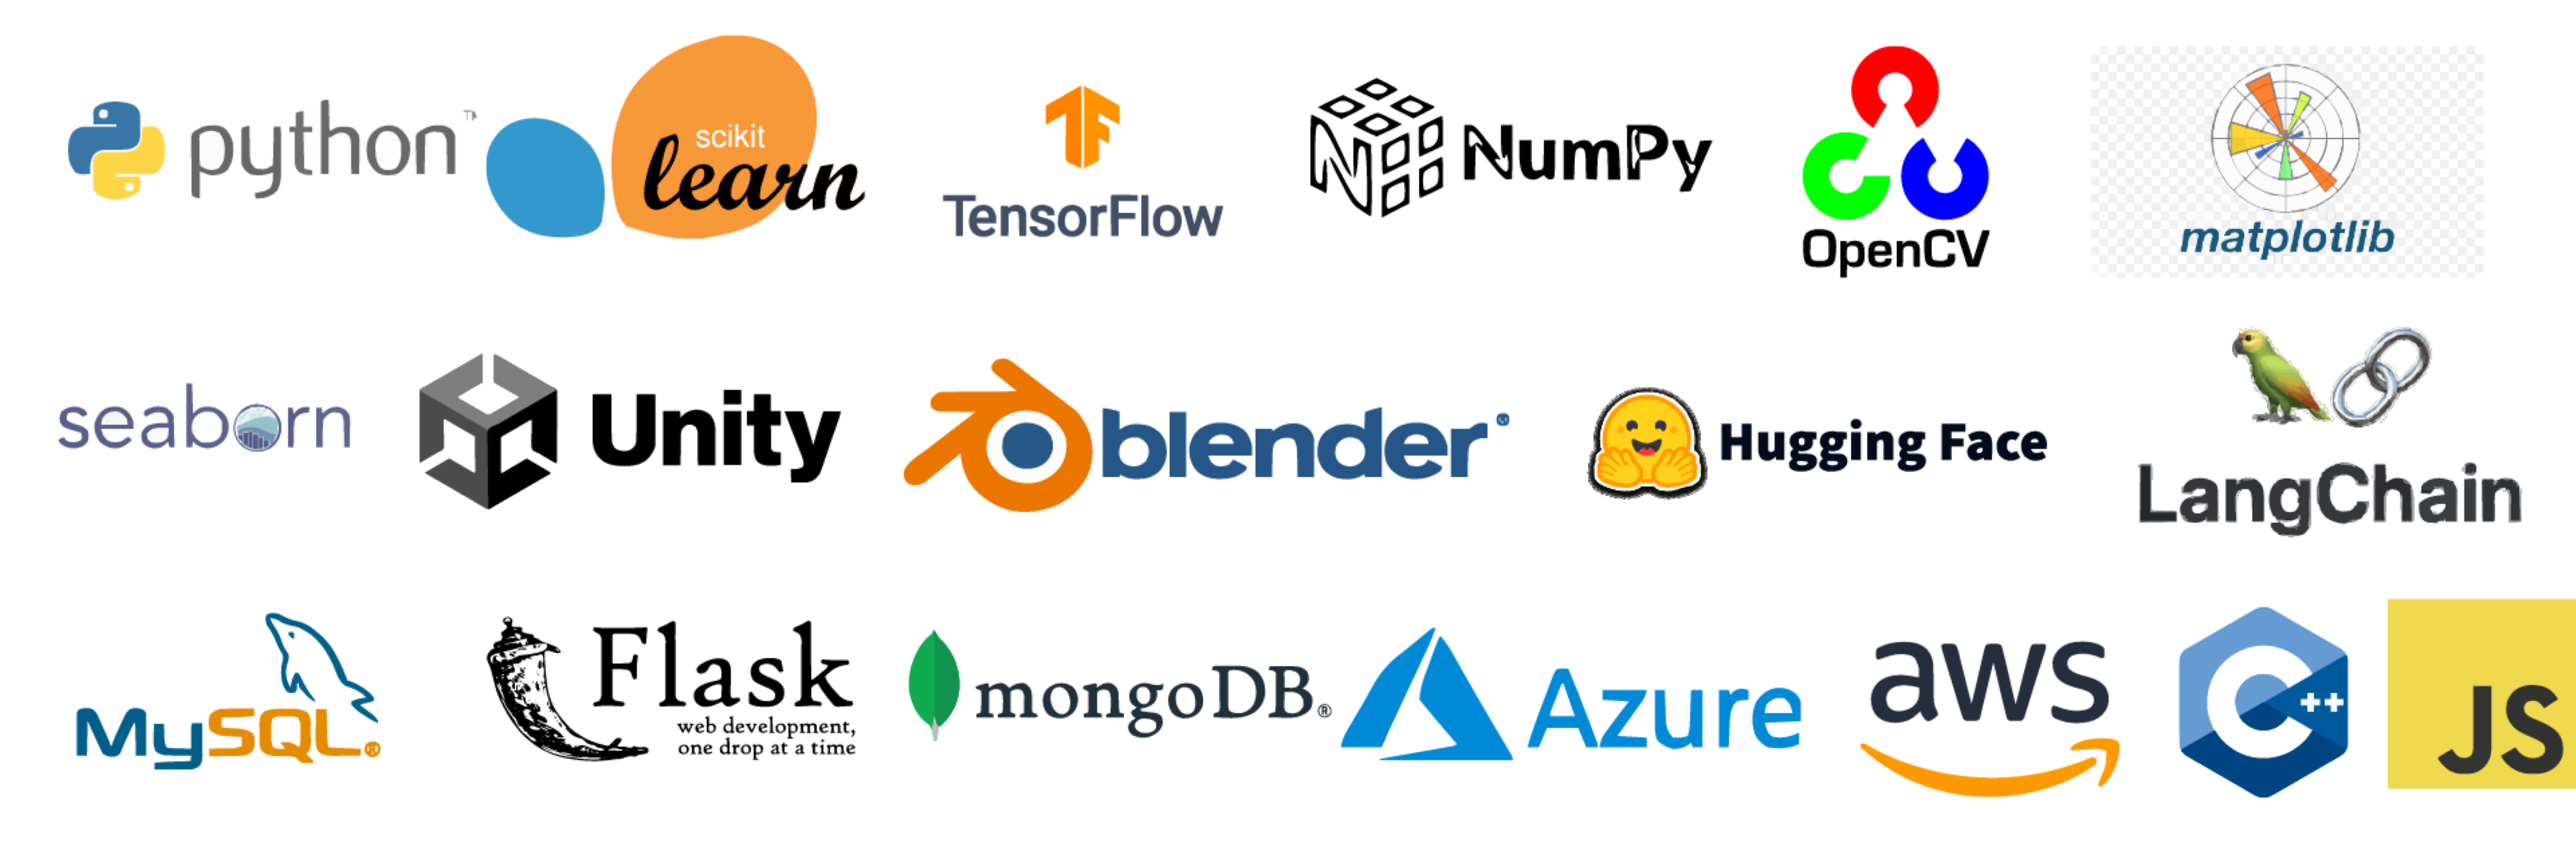 python™
scikit
learn
TensorFlow
NumPy
OpenCV
matplotlib
seaborn
Unity
blender
Hugging Face
LangChain
MySQL®
Flask
web development,
one drop at a time
mongoDB®
Azure
aws
C++
JS